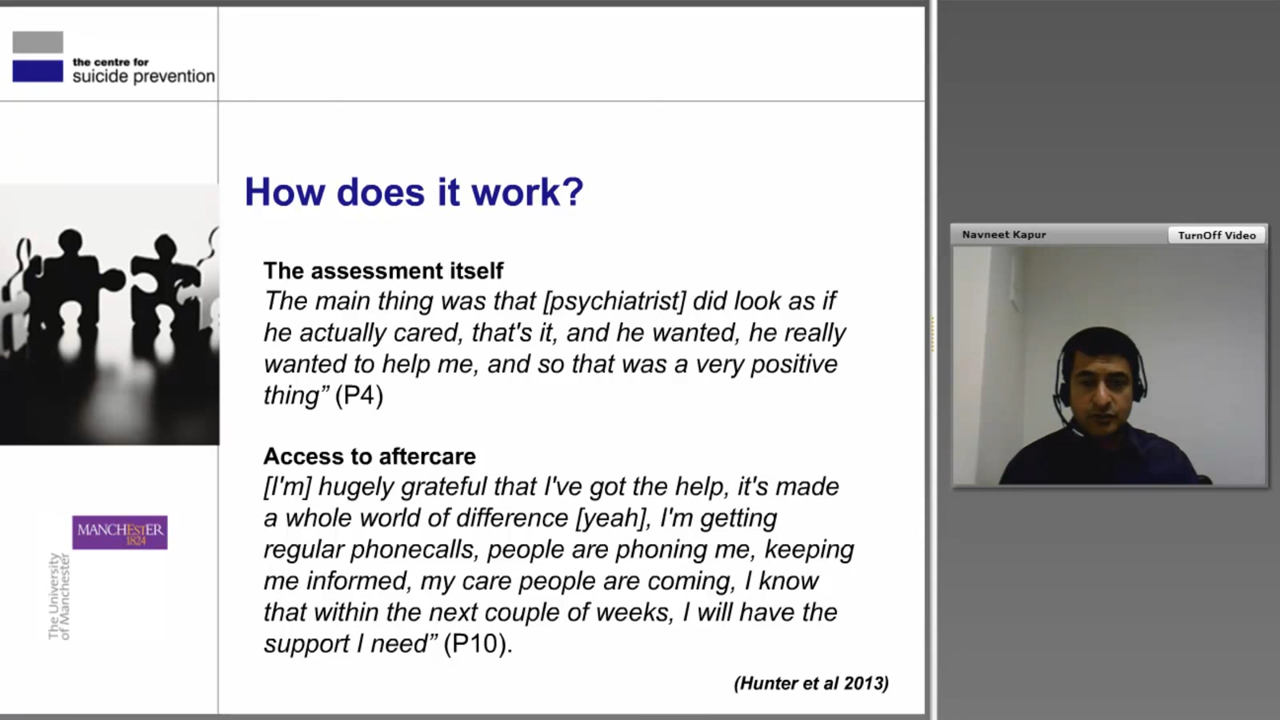 the centre for
suicide prevention
How does it work?
The assessment itself
The main thing was that [psychiatrist] did look as if
he actually cared, that's it, and he wanted, he really
wanted to help me, and so that was a very positive
thing” (P4)
Access to aftercare
[I'm] hugely grateful that I've got the help, it's made
a whole world of difference [yeah], I'm getting
regular phonecalls, people are phoning me, keeping
me informed, my care people are coming, I know
that within the next couple of weeks, I will have the
support I need” (P10).
(Hunter et al 2013)
MANCHESTER
1824
The University
of Manchester
Navneet Kapur
TurnOff Video